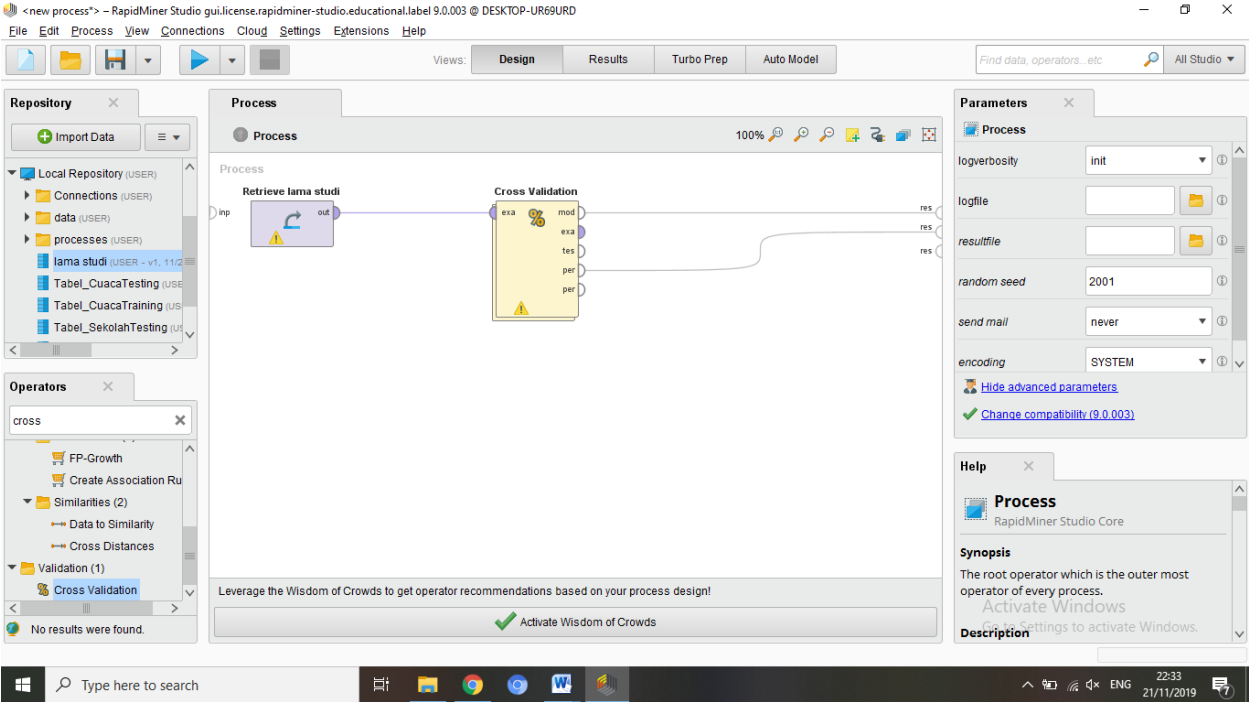 <new process*> – RapidMiner Studio gui.license.rapidminer-studio.educational.label 9.0.003 @ DESKTOP-UR69URD
File Edit Process View Connections Cloud Settings Extensions Help
Views: Design Results Turbo Prep Auto Model
Find data, operators...etc
All Studio
Repository
Import Data
Local Repository (USER)
Connections (USER)
data (USER)
processes (USER)
lama studi (USER - v1, 11/2
Tabel_CuacaTesting (USE
Tabel_CuacaTraining (US
Tabel_SekolahTesting (US
Operators
cross
FP-Growth
Create Association Ru
Similarities (2)
Data to Similarity
Cross Distances
Validation (1)
Cross Validation
No results were found.
Process
Process
100%
Process
inp
Retrieve lama studi
out
Cross Validation
exa
mod
exa
tes
per
per
res
res
res
Leverage the Wisdom of Crowds to get operator recommendations based on your process design!
Activate Wisdom of Crowds
Parameters
Process
logverbosity init
logfile
resultfile
random seed 2001
send mail never
encoding SYSTEM
Hide advanced parameters
Change compatibility (9.0.003)
Help
Process
RapidMiner Studio Core
Synopsis
The root operator which is the outer most
operator of every process.
Description
Activate Windows
Go to Settings to activate Windows.
Type here to search
ENG
22:33
21/11/2019
7